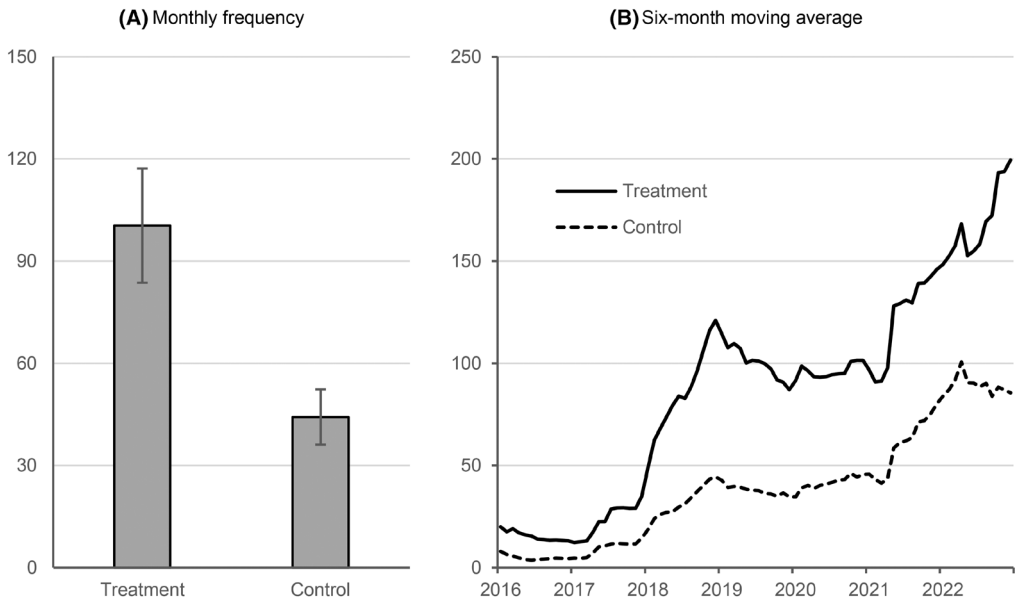 (A) Monthly frequency
150
120
90
60
30
0
Treatment
Control
(B) Six-month moving average
250
200
150
100
50
0
Treatment
Control
2016 2017 2018 2019 2020 2021 2022